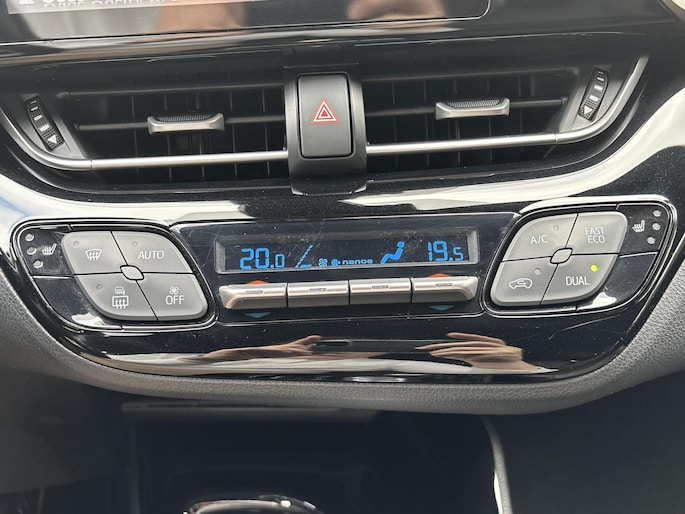 AUTO
OFF
20.0
nanoe
19.5
A/C
FAST
ECO
DUAL